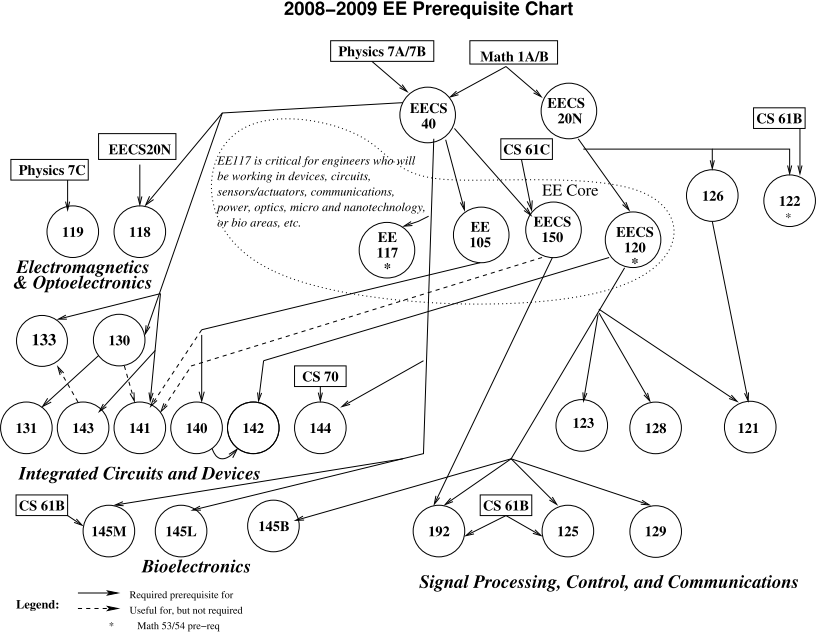 2008−2009 EE Prerequisite Chart
Physics 7A/7B
Math 1A/B
EECS
40
EECS
20N
CS 61B
Physics 7C
EECS20N
CS 61C
EE117 is critical for engineers who will
be working in devices, circuits,
sensors/actuators, communications,
power, optics, micro and nanotechnology,
or bio areas, etc.
EE Core
119
118
EE
117
*
EE
105
EECS
150
EECS
120
*
126
122
*
Electromagnetics
& Optoelectronics
133
130
CS 70
131
143
141
140
142
144
123
128
121
Integrated Circuits and Devices
CS 61B
145M
145L
145B
192
CS 61B
125
129
Bioelectronics
Signal Processing, Control, and Communications
Legend:
Required prerequisite for
Useful for, but not required
* Math 53/54 pre−req